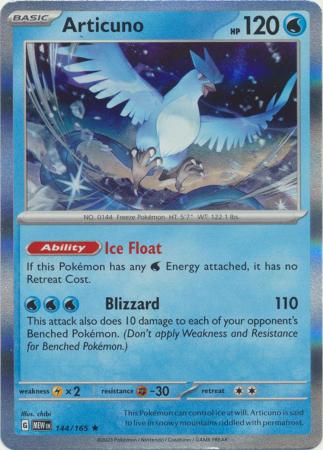 BASIC
Articuno
HP 120
NO. 0144 Freeze Pokémon HT: 5'7" WT: 122.1 lbs.
Ability Ice Float
If this Pokémon has any Energy attached, it has no
Retreat Cost.
Blizzard 110
This attack also does 10 damage to each of your opponent's
Benched Pokémon. (Don't apply Weakness and Resistance
for Benched Pokémon.)
weakness ×2 resistance -30 retreat
Illus. chibi
G MEW EN 144/165
It can control ice at will. Articuno is said
to live in snowy mountains riddled with permafrost.
©2023 Pokémon / Nintendo / Creatures / GAME FREAK